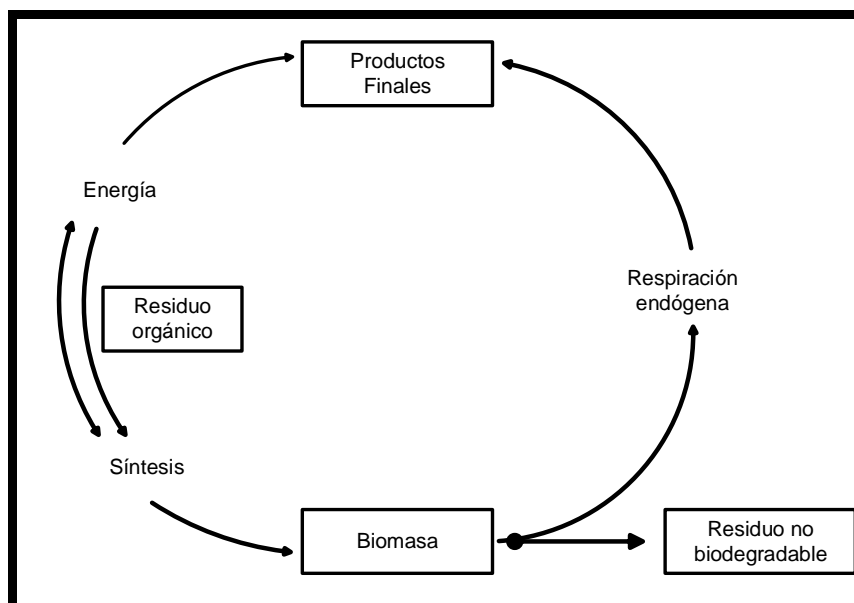 Productos
Finales
Energía
Residuo
orgánico
Respiración
endógena
Síntesis
Biomasa
Residuo no
biodegradable